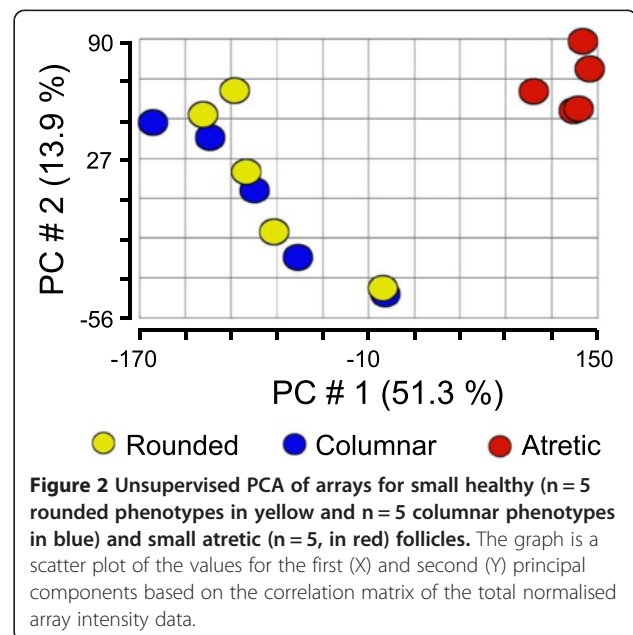 90
27
-56
PC # 2 (13.9 %)
-170
-10
150
PC # 1 (51.3 %)
Rounded
Columnar
Atretic
Figure 2 Unsupervised PCA of arrays for small healthy (n = 5
rounded phenotypes in yellow and n = 5 columnar phenotypes
in blue) and small atretic (n = 5, in red) follicles. The graph is a
scatter plot of the values for the first (X) and second (Y) principal
components based on the correlation matrix of the total normalised
array intensity data.